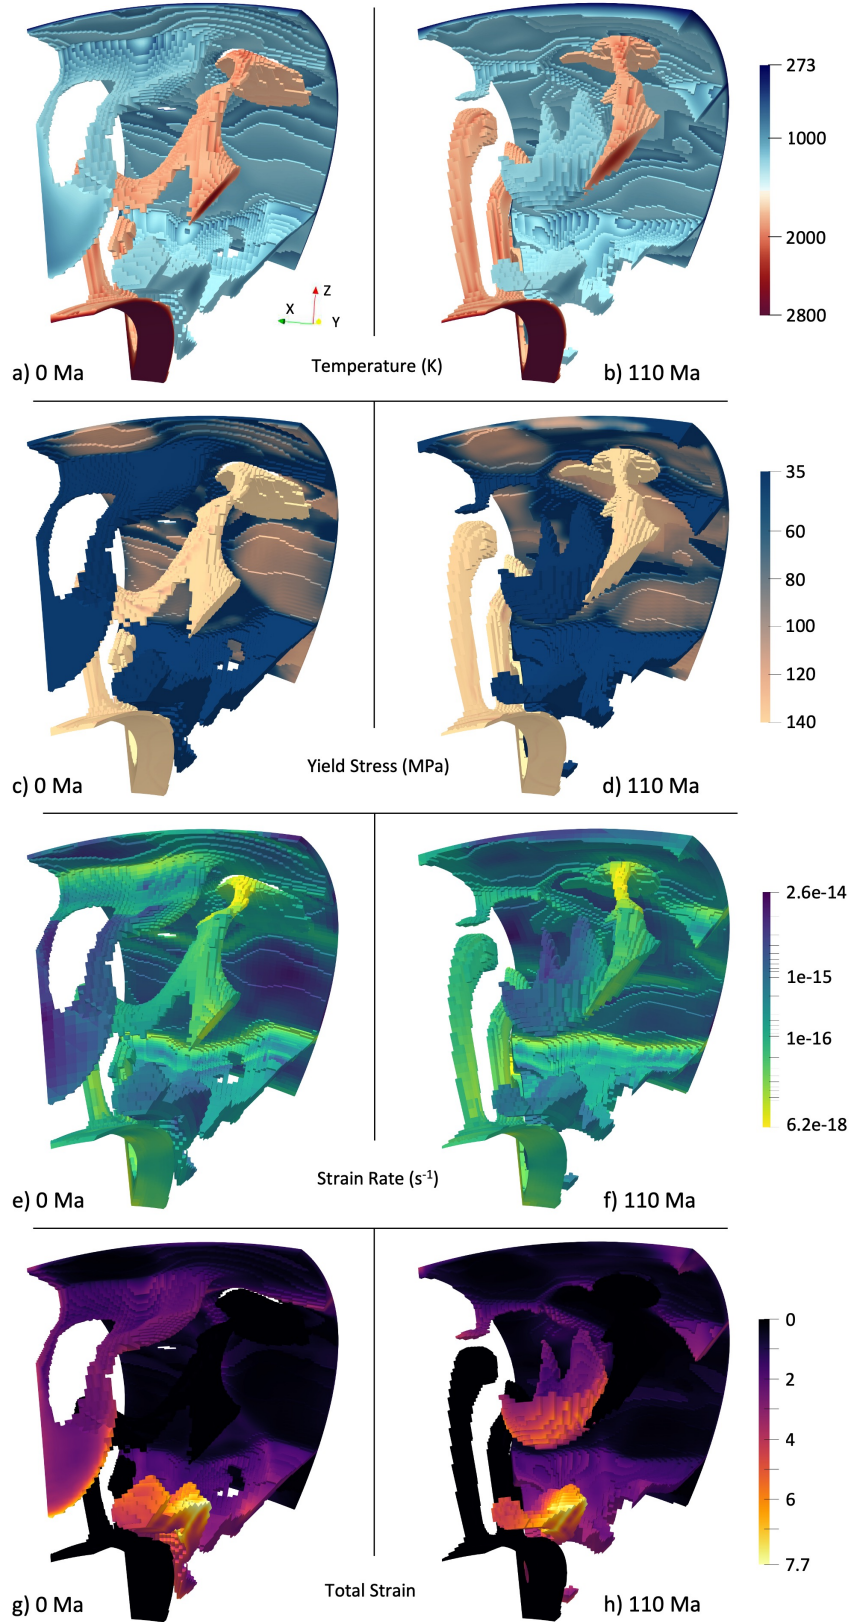 273
1000
2000
2800
Z
X
Y
a) 0 Ma
Temperature (K)
b) 110 Ma
35
60
80
100
120
140
c) 0 Ma
Yield Stress (MPa)
d) 110 Ma
2.6e-14
1e-15
1e-16
6.2e-18
e) 0 Ma
Strain Rate (s⁻¹)
f) 110 Ma
0
2
4
6
7.7
g) 0 Ma
Total Strain
h) 110 Ma